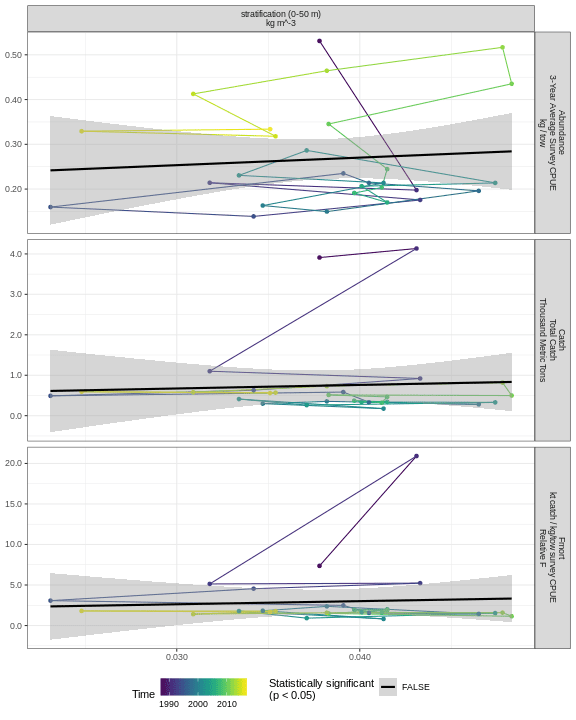 stratification (0-50 m)
kg m^-3
0.50
0.40
0.30
0.20
Abundance
3-Year Average Survey CPUE
kg / tow
4.0
3.0
2.0
1.0
0.0
Catch
Total Catch
Thousand Metric Tons
20.0
15.0
10.0
5.0
0.0
Fmort
kt catch / kg/tow survey CPUE
Relative F
0.030
0.040
Time
1990
2000
2010
Statistically significant
(p < 0.05)
FALSE